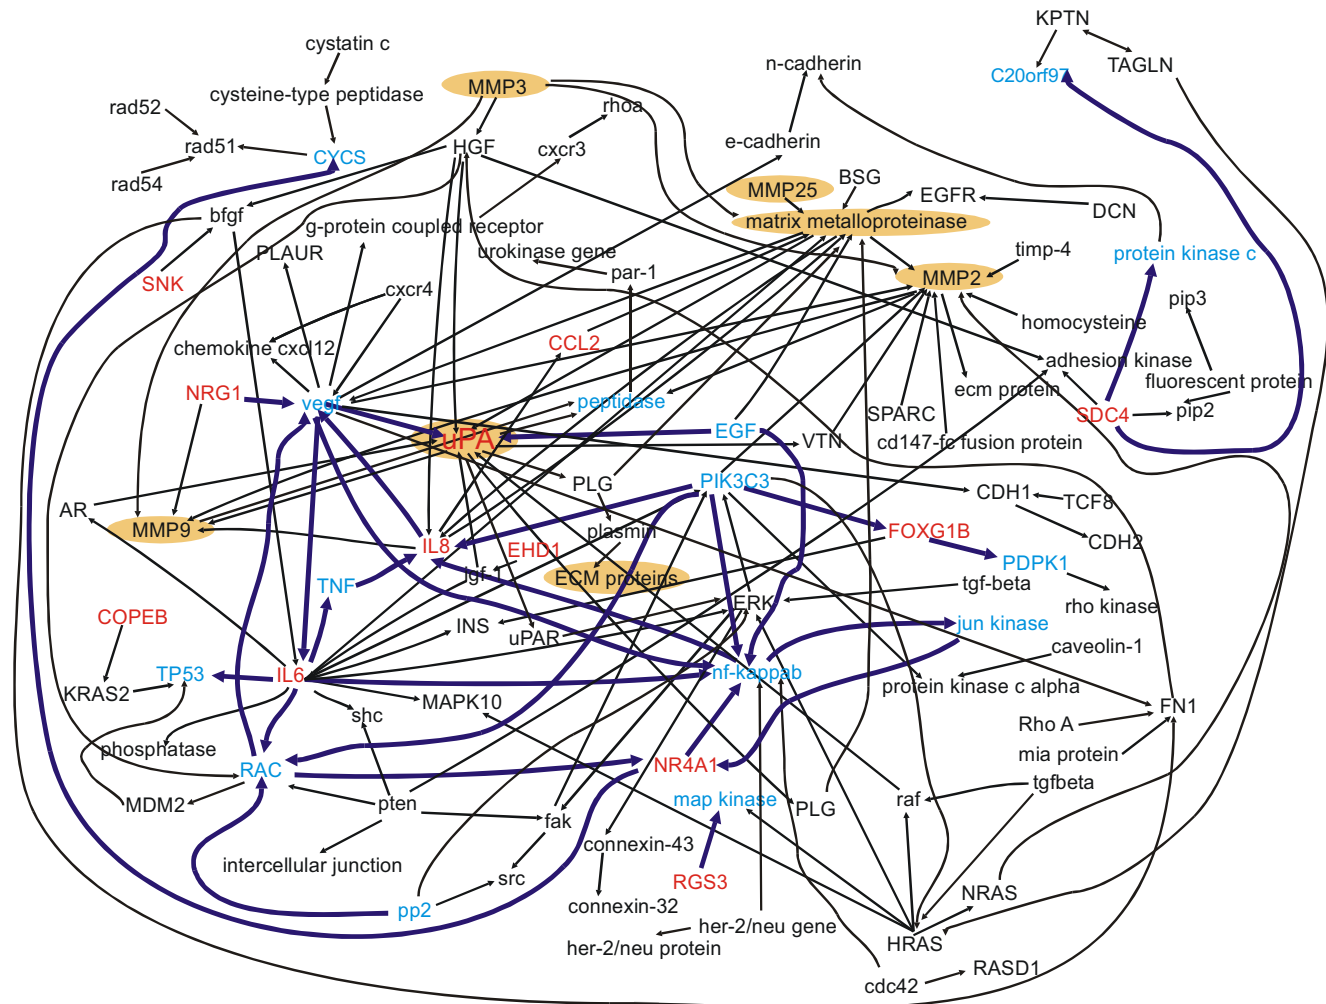 KPTN
cystatin c
n-cadherin
TAGLN
C20orf97
MMP3
cysteine-type peptidase
rad52
rhoa
rad51
HGF
cxcr3
e-cadherin
CYCS
rad54
MMP25
BSG
EGFR
DCN
bfgf
g-protein coupled receptor
matrix metalloproteinase
PLAUR
urokinase gene
timp-4
protein kinase c
par-1
MMP2
SNK
cxcr4
pip3
homocysteine
chemokine cxcl12
CCL2
adhesion kinase
fluorescent protein
NRG1
vegf
peptidase
ecm protein
SPARC
SDC4
pip2
uPA
EGF
VTN
cd147-fc fusion protein
PLG
PIK3C3
CDH1
TCF8
AR
MMP9
plasmin
FOXG1B
CDH2
IL8
EHD1
igf-1
ECM proteins
PDPK1
TNF
tgf-beta
ERK
rho kinase
COPEB
INS
uPAR
jun kinase
caveolin-1
TP53
IL6
nf-kappab
KRAS2
MAPK10
protein kinase c alpha
FN1
shc
Rho A
phosphatase
mia protein
RAC
NR4A1
tgfbeta
MDM2
pten
map kinase
PLG
raf
fak
connexin-43
intercellular junction
src
RGS3
NRAS
connexin-32
pp2
her-2/neu gene
her-2/neu protein
HRAS
RASD1
cdc42